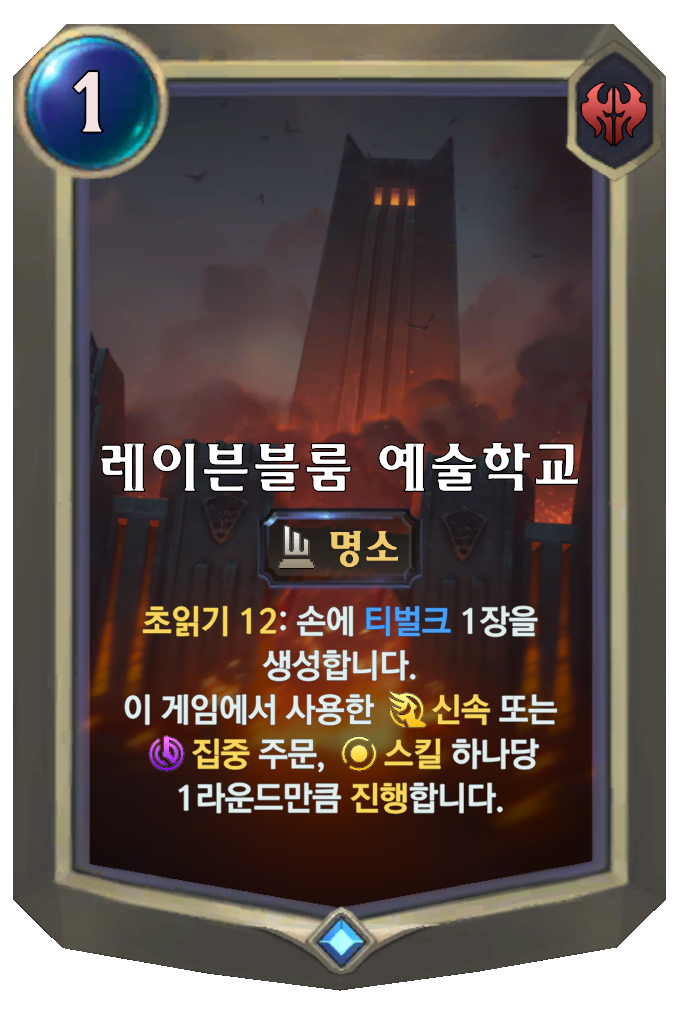 1
레이븐블룸 예술학교
명소
초읽기 12: 손에 티벌크 1장을
생성합니다.
이 게임에서 사용한 신속 또는
집중 주문, 스킬 하나당
1라운드만큼 진행합니다.